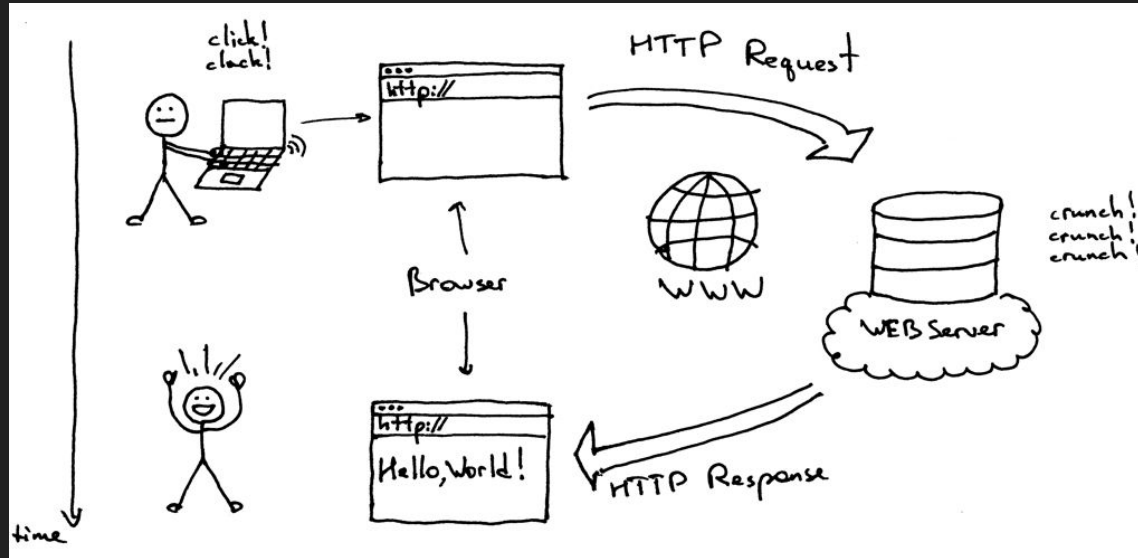 click!
clack!
HTTP Request
http://
crunch!
crunch!
crunch!
Browser
WWW
WEB Server
http://
Hello, World!
HTTP Response
time